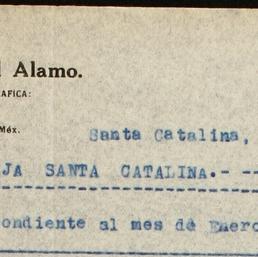 l Alamo.
AFICA:
Méx.
Santa Catalina,
JA SANTA CATALINA.- --
ondiente al mes de Enero